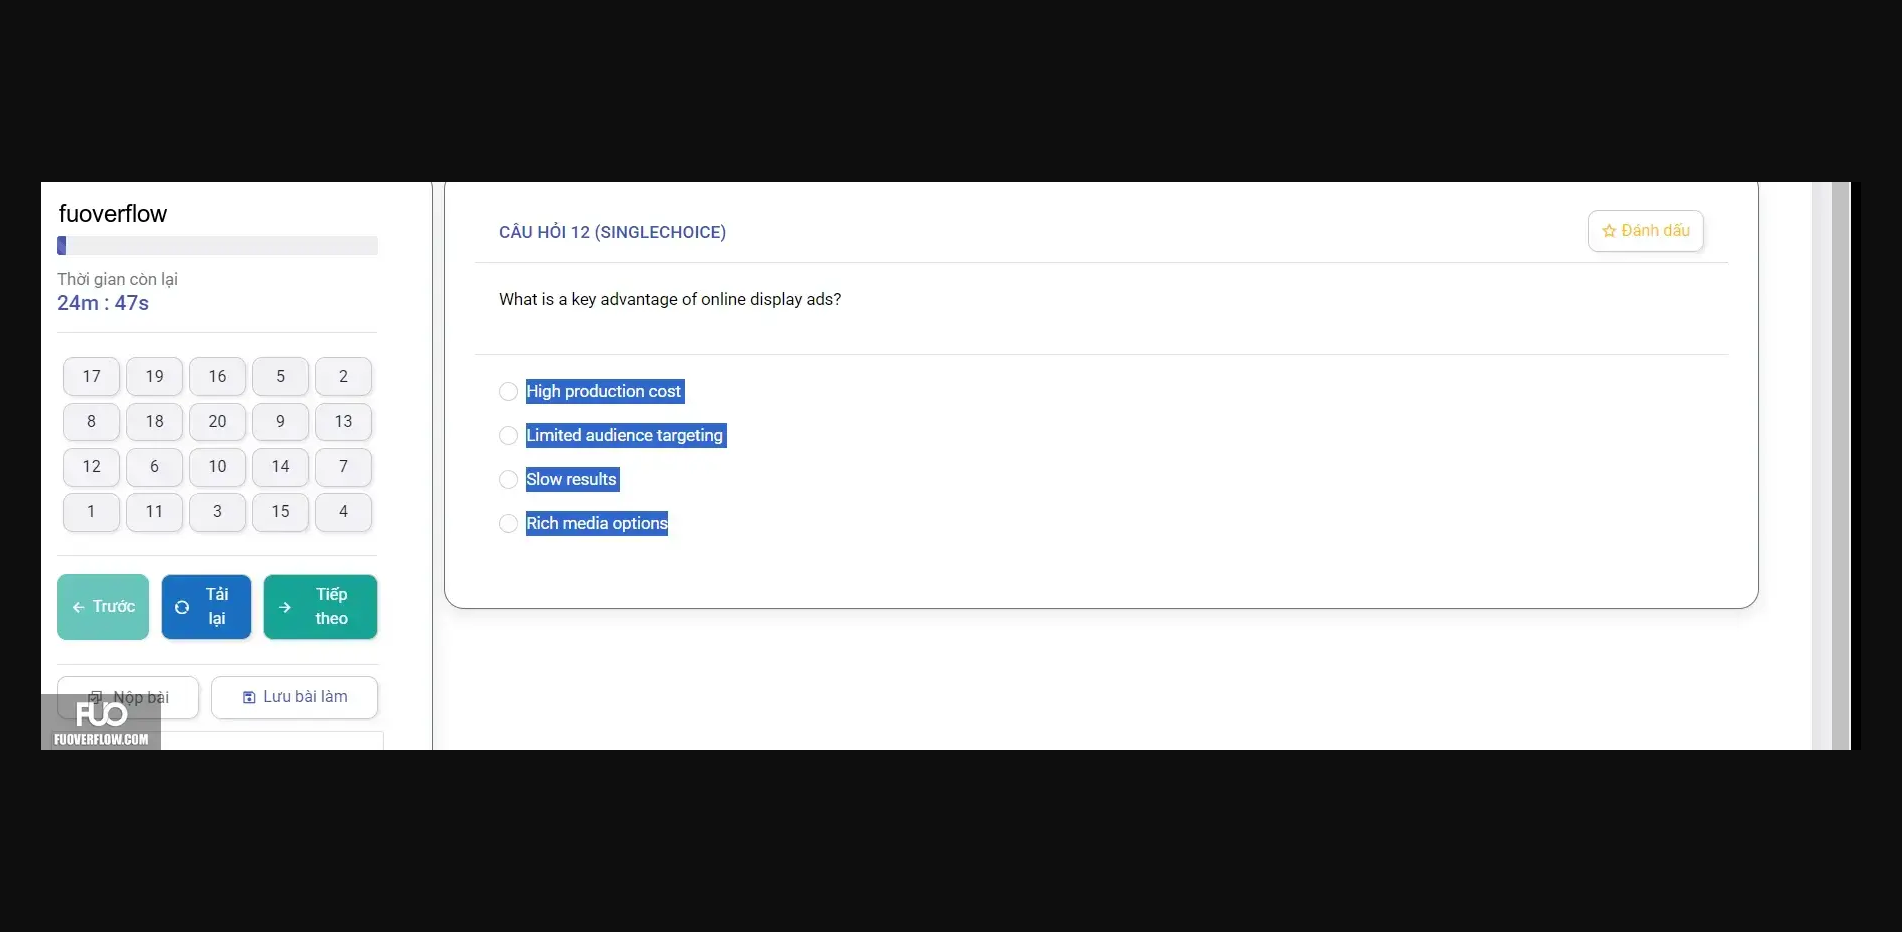 fuoverflow
Thời gian còn lại
24m : 47s
17 19 16 5 2
8 18 20 9 13
12 6 10 14 7
1 11 3 15 4
Trước
Tải lại
Tiếp theo
Nộp bài
Lưu bài làm
FUO
FUOVERFLOW.COM
CÂU HỎI 12 (SINGLECHOICE)
Đánh dấu
What is a key advantage of online display ads?
High production cost
Limited audience targeting
Slow results
Rich media options